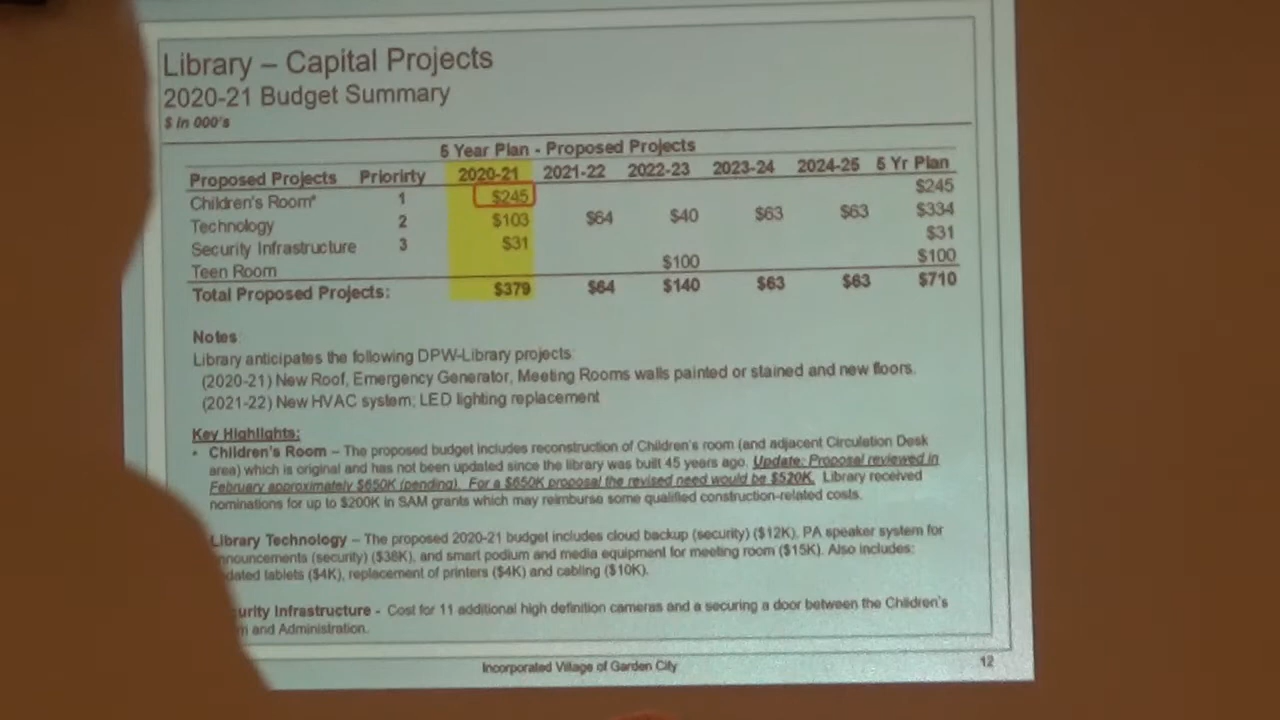 Library – Capital Projects
2020-21 Budget Summary
$ in 000's
5 Year Plan - Proposed Projects
Proposed Projects Priorirty 2020-21 2021-22 2022-23 2023-24 2024-25 5 Yr Plan
Children's Room* 1 $245 $245
Technology 2 $103 $64 $40 $63 $63 $334
Security Infrastructure 3 $31 $31
Teen Room $100 $100
Total Proposed Projects: $379 $64 $140 $63 $63 $710
Notes:
Library anticipates the following DPW-Library projects:
(2020-21) New Roof, Emergency Generator, Meeting Rooms walls painted or stained and new floors.
(2021-22) New HVAC system; LED lighting replacement
Key Highlights:
• Children's Room – The proposed budget includes reconstruction of Children's room (and adjacent Circulation Desk
area) which is original and has not been updated since the library was built 45 years ago. Update: Proposal reviewed in
February approximately $650K (pending). For a $650K proposal the revised need would be $520K. Library received
nominations for up to $200K in SAM grants which may reimburse some qualified construction-related costs.
Library Technology – The proposed 2020-21 budget includes cloud backup (security) ($12K), PA speaker system for
nnouncements (security) ($38K), and smart podium and media equipment for meeting room ($15K). Also includes:
dated tablets ($4K), replacement of printers ($4K) and cabling ($10K).
urity Infrastructure - Cost for 11 additional high definition cameras and a securing a door between the Children's
m and Administration.
Incorporated Village of Garden City
12